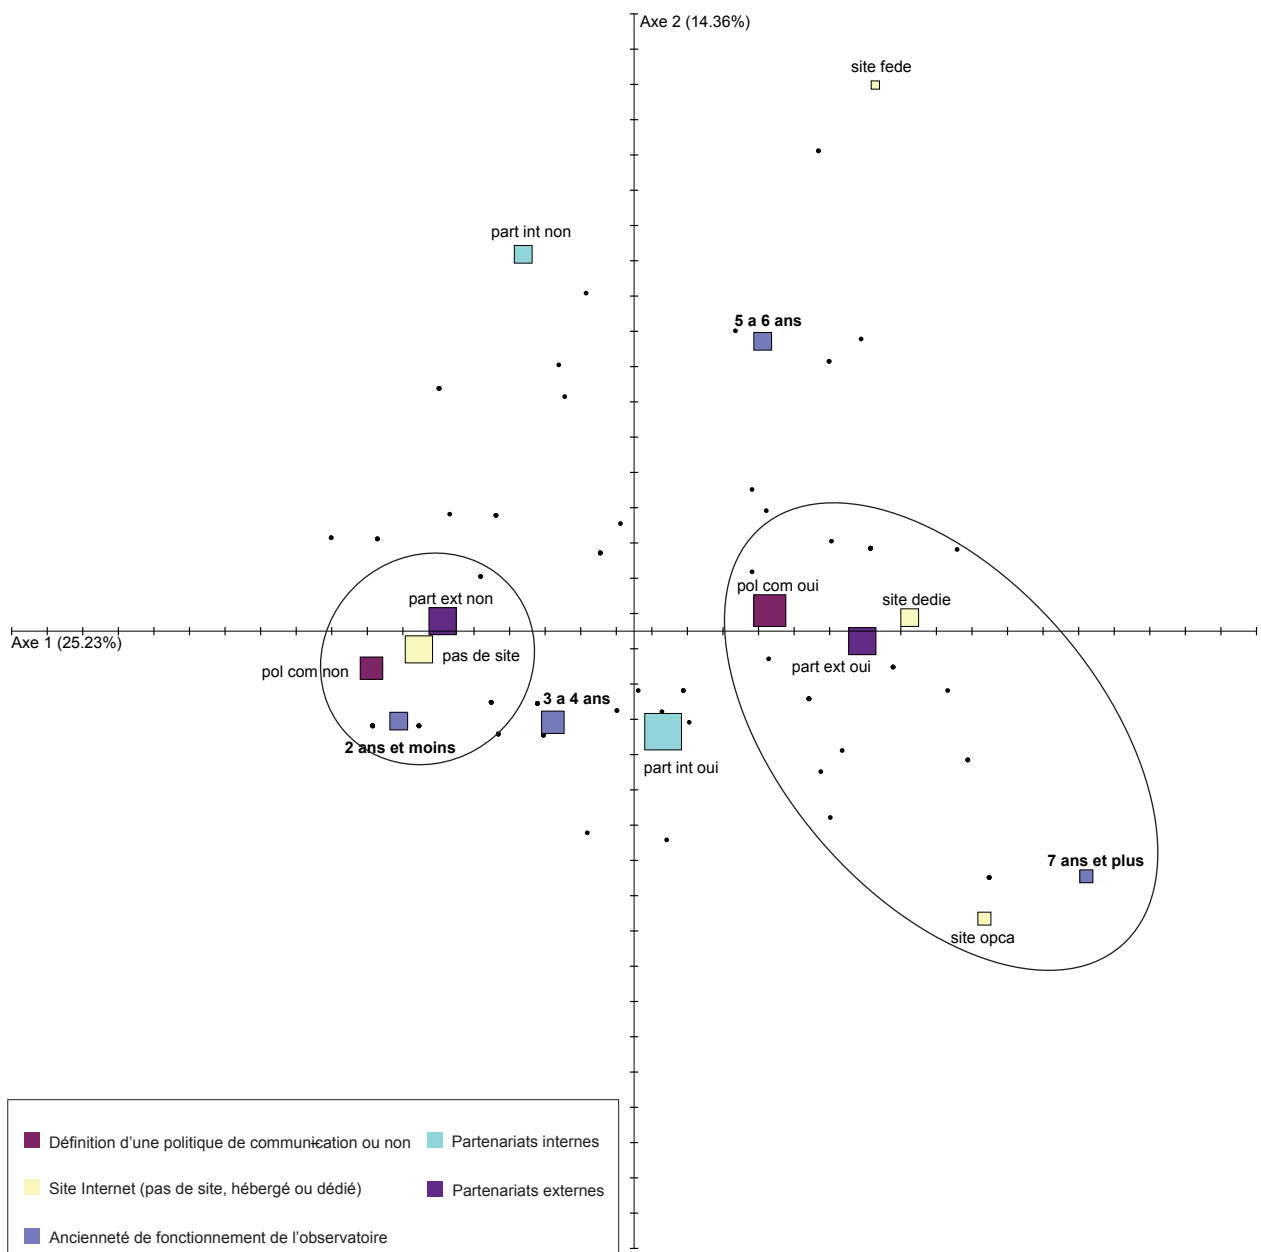 Axe 2 (14.36%)
site fede
part int non
5 a 6 ans
pol com oui
site dedie
part ext non
Axe 1 (25.23%)
pas de site
part ext oui
pol com non
3 a 4 ans
2 ans et moins
part int oui
7 ans et plus
site opca
Définition d’une politique de communication ou non
Partenariats internes
Site Internet (pas de site, hébergé ou dédié)
Partenariats externes
Ancienneté de fonctionnement de l’observatoire